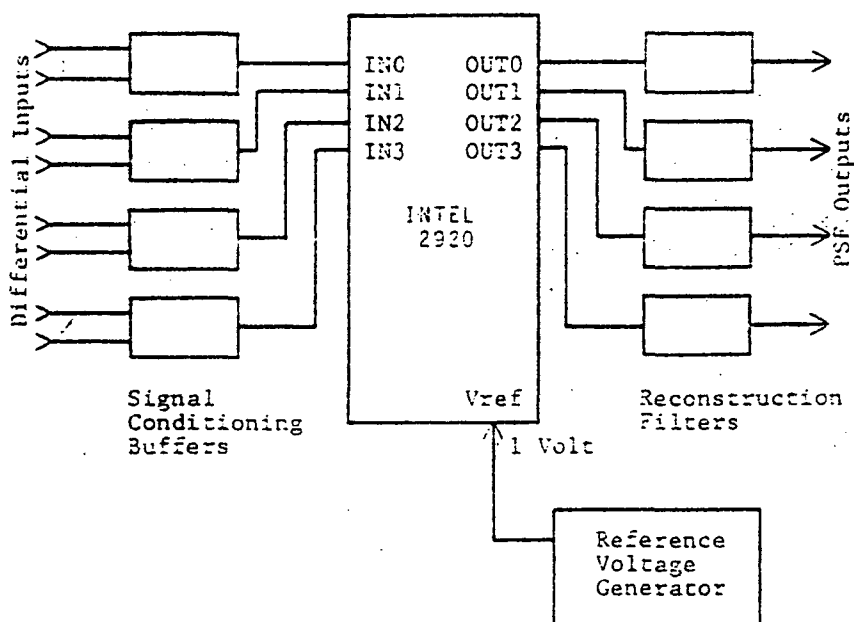 Differential Inputs
IN0
IN1
IN2
IN3
OUT0
OUT1
OUT2
OUT3
INTEL
2920
Vref
PSF Outputs
Signal
Conditioning
Buffers
Reconstruction
Filters
1 Volt
Reference
Voltage
Generator